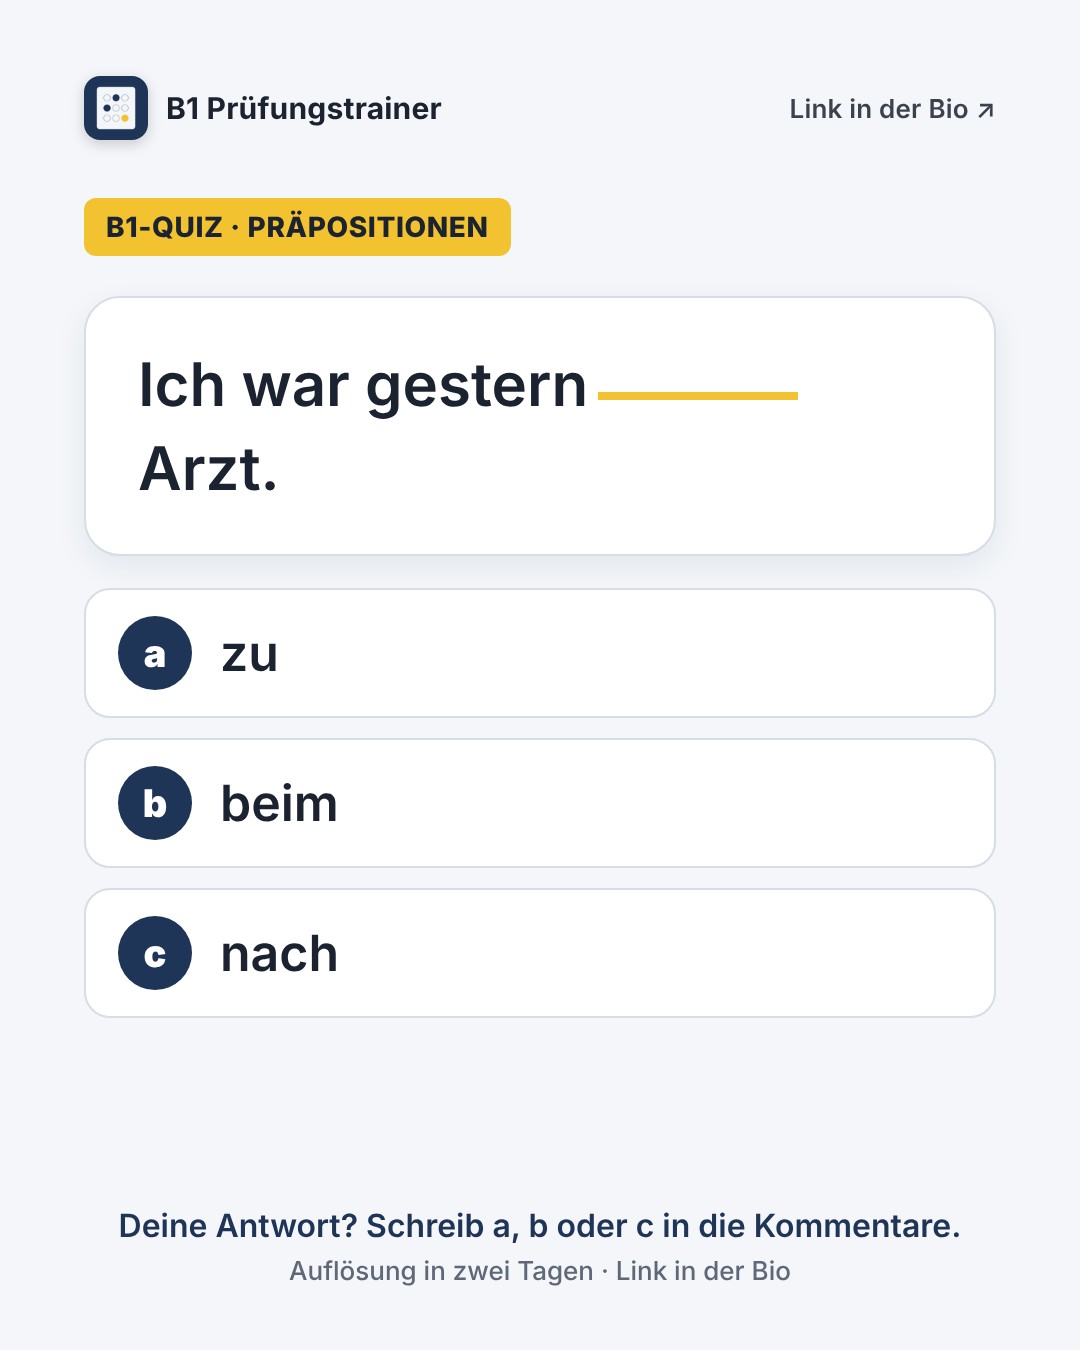 B1 Prüfungstrainer
Link in der Bio ↗
B1-QUIZ · PRÄPOSITIONEN
Ich war gestern ______
Arzt.
a zu
b beim
c nach
Deine Antwort? Schreib a, b oder c in die Kommentare.
Auflösung in zwei Tagen · Link in der Bio